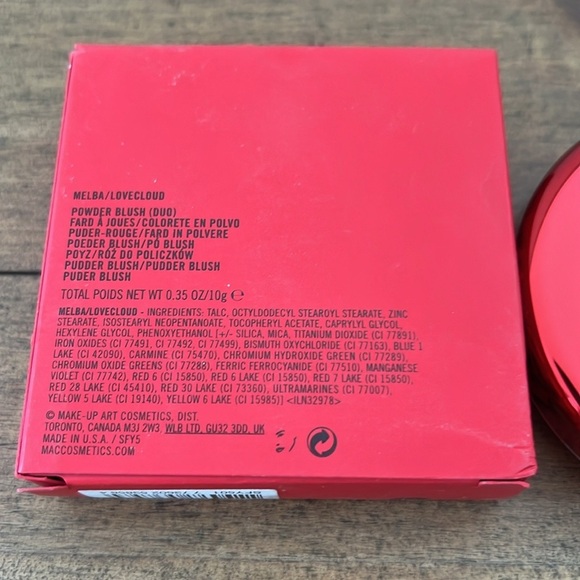 MELBA/LOVECLOUD
POWDER BLUSH (DUO)
FARD À JOUES/COLORETE EN POLVO
PUDER-ROUGE/FARD IN POLVERE
POEDER BLUSH/PÓ BLUSH
POYZ/RÓŻ DO POLICZKÓW
PUDDER BLUSH/PUDDER BLUSH
PUDER BLUSH
TOTAL POIDS NET WT 0.35 OZ/10g ℮
MELBA/LOVECLOUD - INGREDIENTS: TALC, OCTYLDODECYL STEAROYL STEARATE, ZINC
STEARATE, ISOSTEARYL NEOPENTANOATE, TOCOPHERYL ACETATE, CAPRYLYL GLYCOL,
HEXYLENE GLYCOL, PHENOXYETHANOL [+/- SILICA, MICA, TITANIUM DIOXIDE (CI 77891),
IRON OXIDES (CI 77491, CI 77492, CI 77499), BISMUTH OXYCHLORIDE (CI 77163), BLUE 1
LAKE (CI 42090), CARMINE (CI 75470), CHROMIUM HYDROXIDE GREEN (CI 77289),
CHROMIUM OXIDE GREENS (CI 77288), FERRIC FERROCYANIDE (CI 77510), MANGANESE
VIOLET (CI 77742), RED 6 (CI 15850), RED 6 LAKE (CI 15850), RED 7 LAKE (CI 15850),
RED 28 LAKE (CI 45410), RED 30 LAKE (CI 73360), ULTRAMARINES (CI 77007),
YELLOW 5 LAKE (CI 19140), YELLOW 6 LAKE (CI 15985)] <ILN32978>
© MAKE-UP ART COSMETICS, DIST.
TORONTO, CANADA M3J 2W3, WLB LTD, GU32 3DD, UK
MADE IN U.S.A. / SFY5
MACCOSMETICS.COM